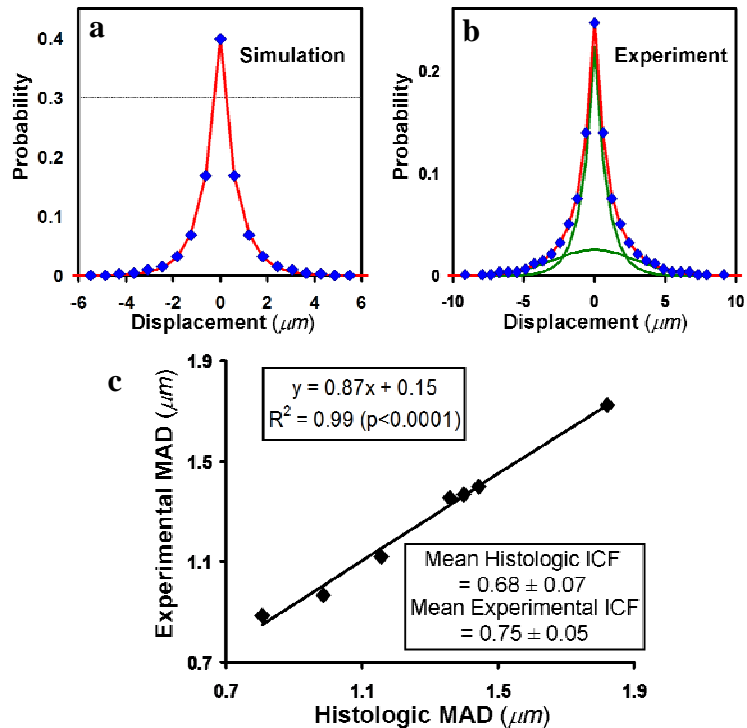 a
Simulation
Probability
0.4
0.3
0.2
0.1
0
-6 -4 -2 0 2 4 6
Displacement (μm)
b
Experiment
Probability
0.2
0.1
0
-10 -5 0 5 10
Displacement (μm)
c
y = 0.87x + 0.15
R² = 0.99 (p<0.0001)
Mean Histologic ICF
= 0.68 ± 0.07
Mean Experimental ICF
= 0.75 ± 0.05
Experimental MAD (μm)
1.9
1.5
1.1
0.7
0.7 1.1 1.5 1.9
Histologic MAD (μm)